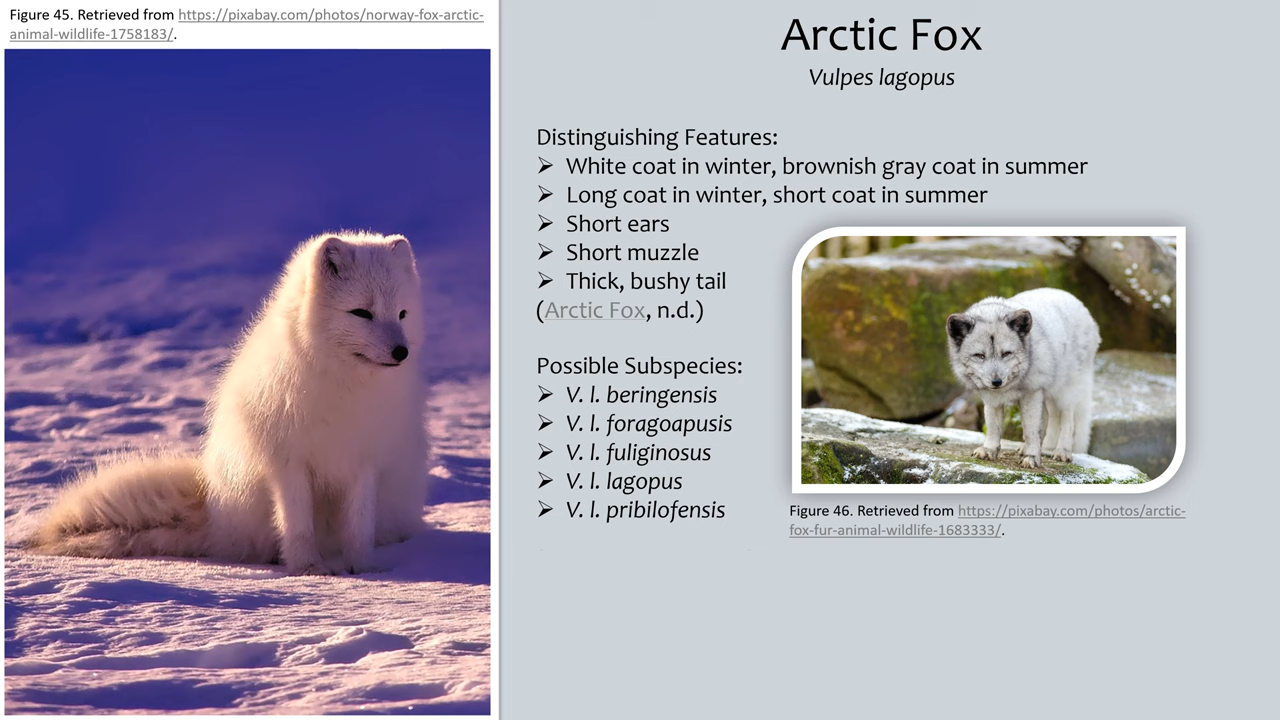 Figure 45. Retrieved from https://pixabay.com/photos/norway-fox-arctic-
animal-wildlife-1758183/.
Arctic Fox
Vulpes lagopus
Distinguishing Features:
➢ White coat in winter, brownish gray coat in summer
➢ Long coat in winter, short coat in summer
➢ Short ears
➢ Short muzzle
➢ Thick, bushy tail
(Arctic Fox, n.d.)
Possible Subspecies:
➢ V. l. beringensis
➢ V. l. foragoapusis
➢ V. l. fuliginosus
➢ V. l. lagopus
➢ V. l. pribilofensis
Figure 46. Retrieved from https://pixabay.com/photos/arctic-
fox-fur-animal-wildlife-1683333/.